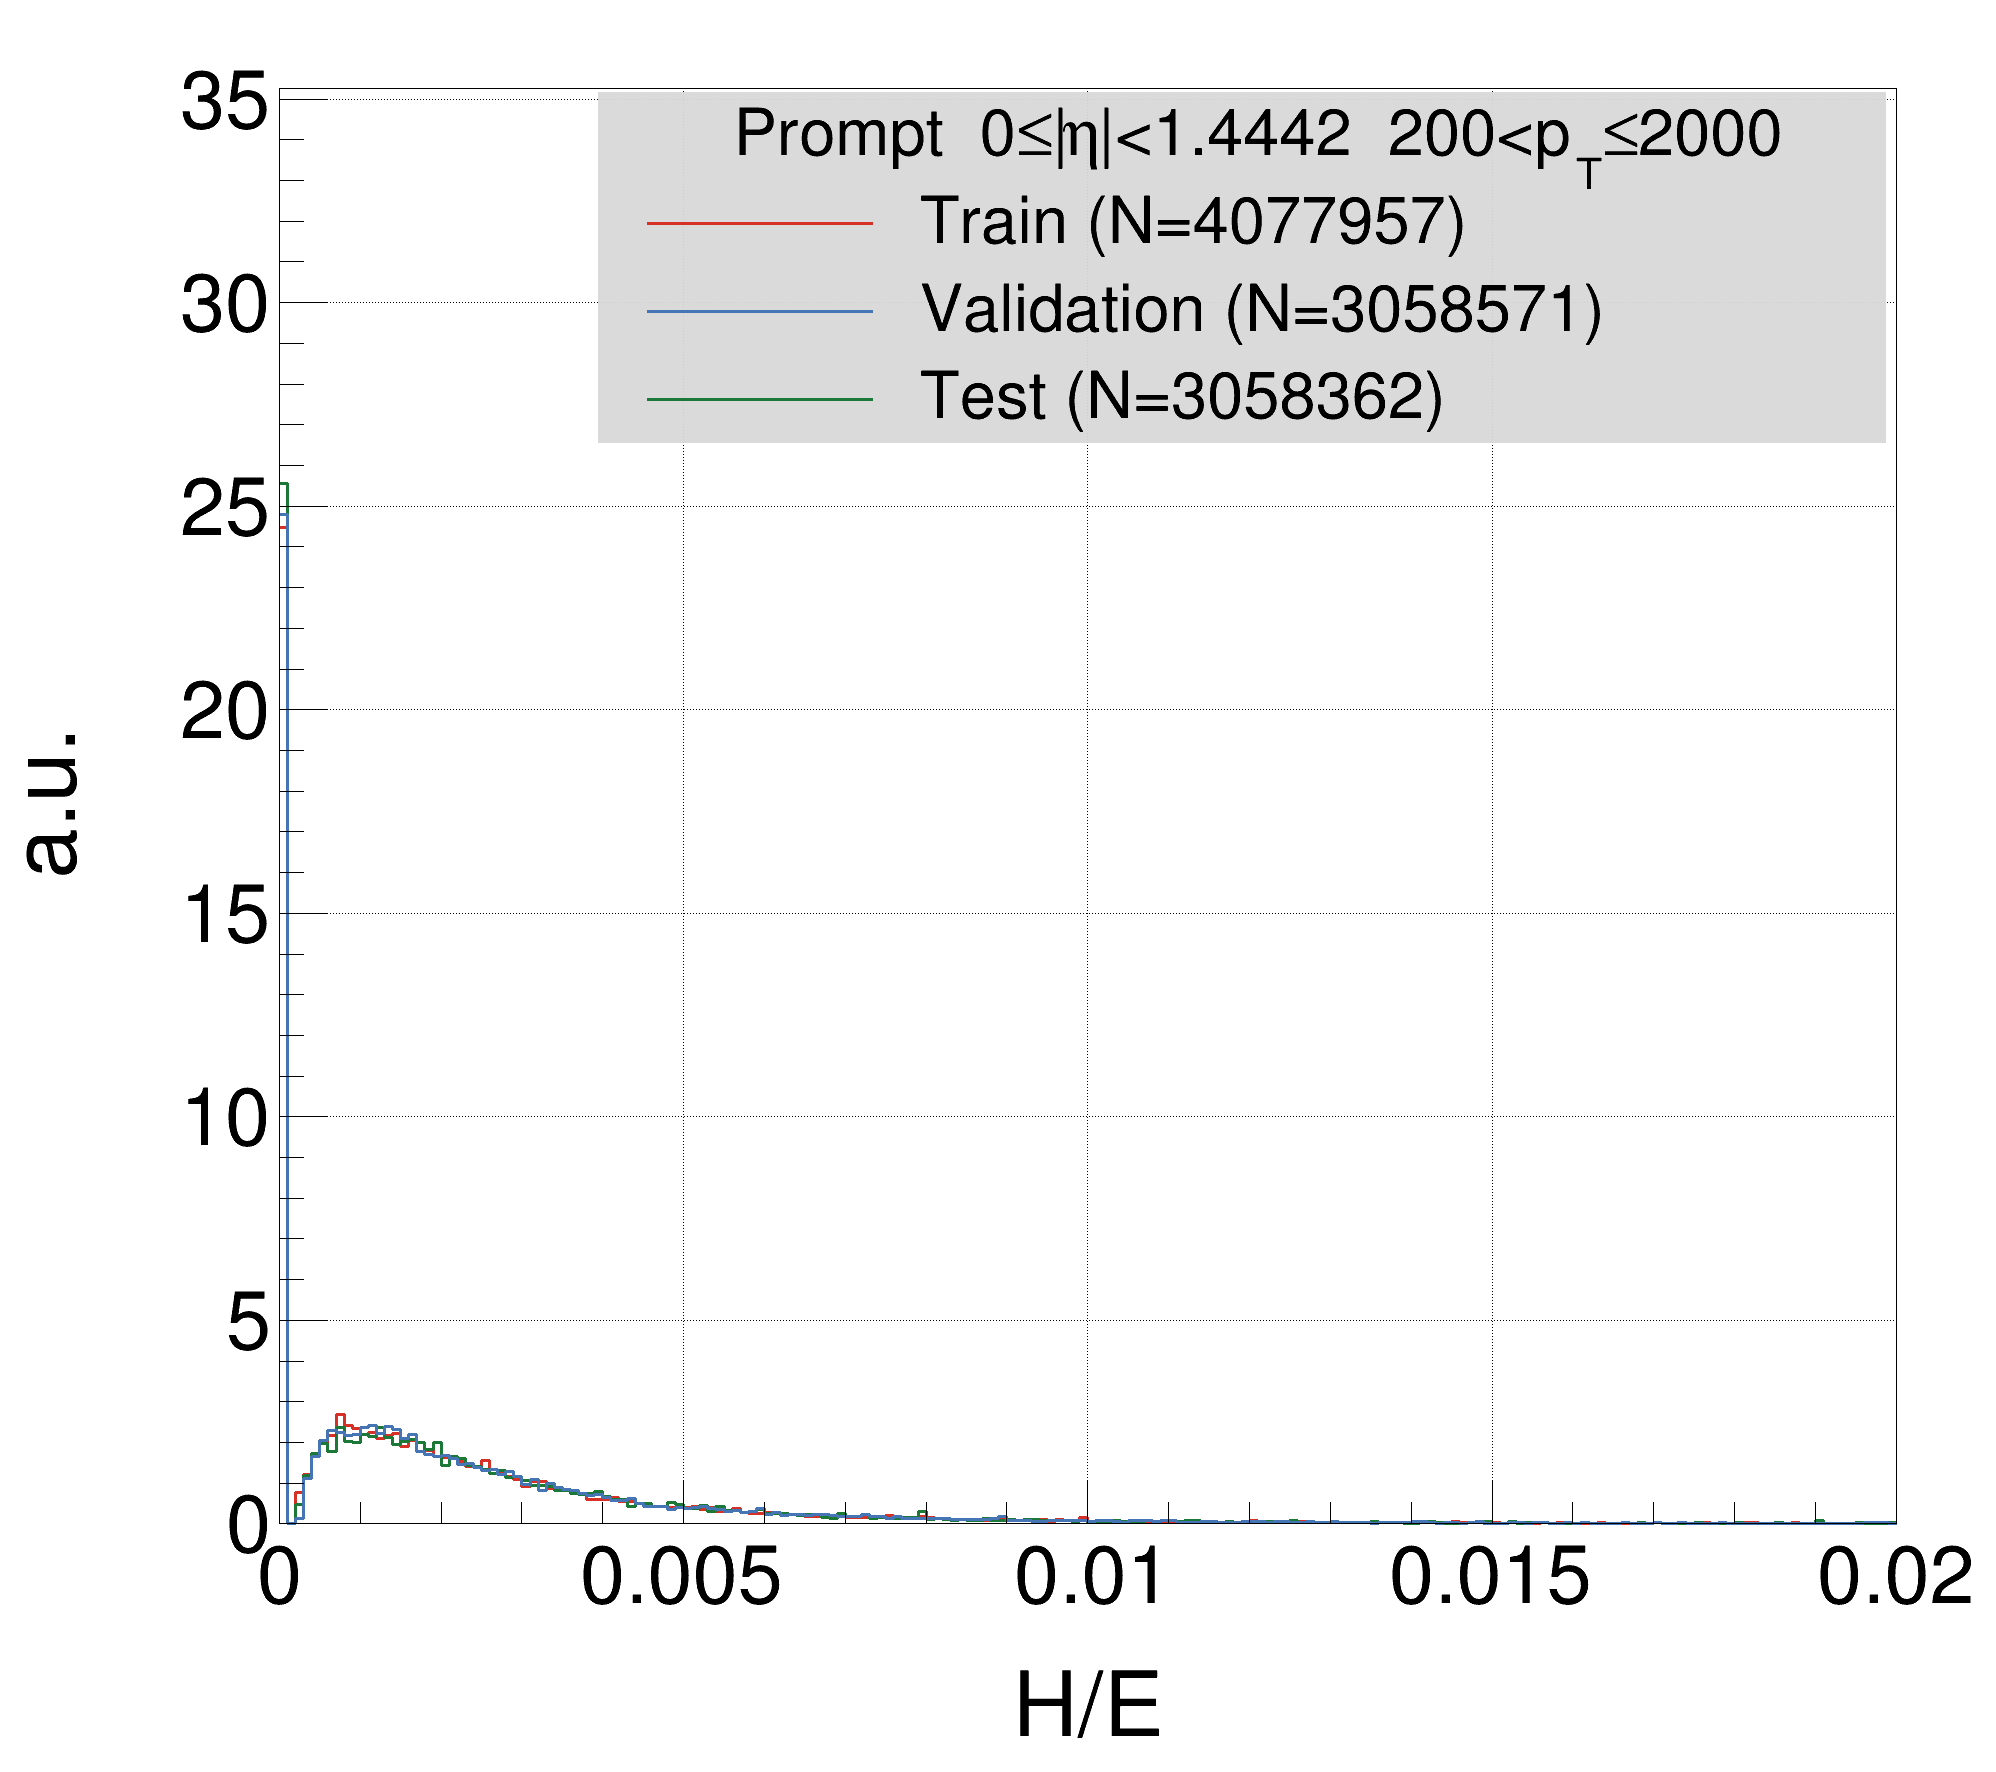 35
30
25
20
15
10
5
0
a.u.
Prompt 0≤|η|<1.4442 200<p_T≤2000
Train (N=4077957)
Validation (N=3058571)
Test (N=3058362)
0 0.005 0.01 0.015 0.02
H/E